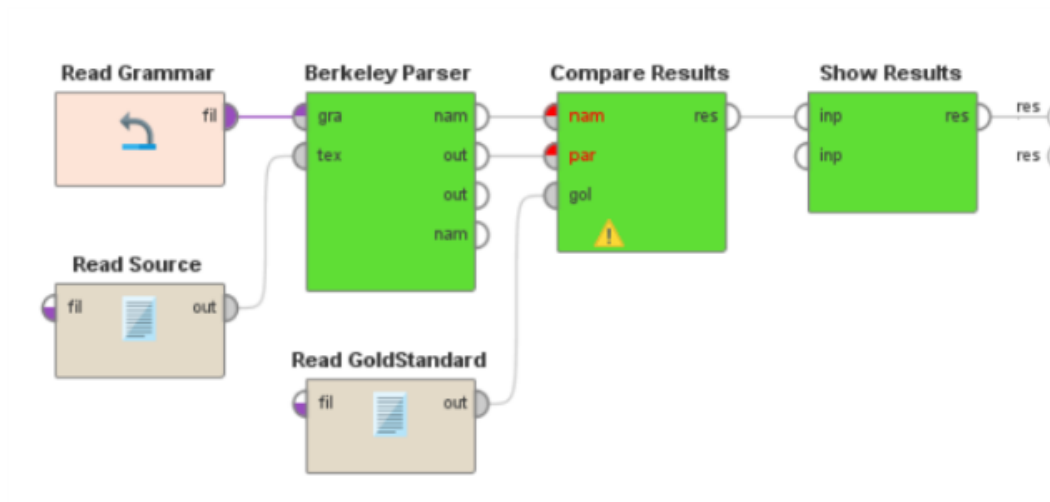 Read Grammar
fil
Berkeley Parser
gra nam
tex out
out
nam
Compare Results
nam res
par
gol
Show Results
inp res
inp
res
res
Read Source
fil out
Read GoldStandard
fil out